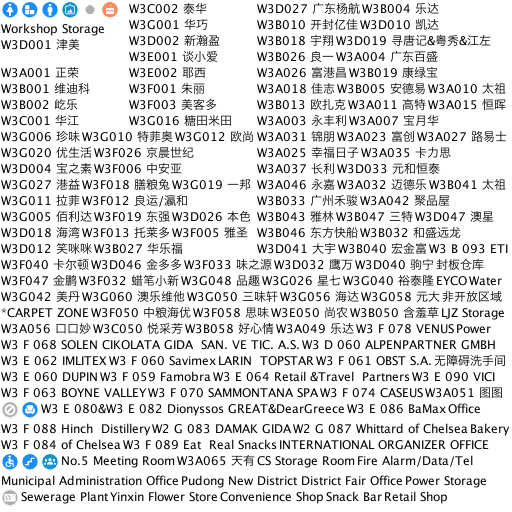 W3C002 泰华 W3D027 广东杨航 W3B004 乐达
Workshop Storage W3G001 华巧 W3B010 开封亿佳 W3D010 凯达
W3D001 津美 W3D002 新瀚盈 W3B018 宇翔 W3D019 寻唐记&粤秀&江左
W3E001 谈小爱 W3B026 良一 W3A004 广东百盛
W3A001 正荣 W3E002 耶西 W3A026 富港昌 W3B019 康绿宝
W3B001 维迪科 W3F001 朱丽 W3A018 佳志 W3B005 安德易 W3A010 太祖
W3B002 屹乐 W3F003 美客多 W3B013 欧扎克 W3A011 高特 W3A015 恒晖
W3C001 华江 W3G016 糖田米田 W3A003 永丰利 W3A007 宝月华
W3G006 珍味 W3G010 特菲奥 W3G012 欧尚 W3A031 锦朋 W3A023 富创 W3A027 路易士
W3G020 优生活 W3F026 京晨世纪 W3A025 幸福日子 W3A035 卡力思
W3D004 宝之素 W3F006 中安亚 W3A037 长利 W3D033 元和恒泰
W3G027 港益 W3F018 膳粮兔 W3G019 一邦 W3A046 永嘉 W3A032 迈德乐 W3B041 太祖
W3G011 拉菲 W3F012 良运/瀛和 W3B033 广州禾骏 W3A042 聚品屋
W3G005 佰利达 W3F019 东强 W3D026 本色 W3B043 雅林 W3B047 三特 W3D047 澳星
W3D018 海湾 W3F013 托莱多 W3F005 雅圣 W3B046 东方快船 W3B032 和盛远龙
W3D012 笑咪咪 W3B027 华乐福 W3D041 大宇 W3B040 宏金富 W3 B 093 ETI
W3F040 卡尔顿 W3D046 金多多 W3F033 味之源 W3D032 鹰万 W3D040 驹宁 封板仓库
W3F047 金鹏 W3F032 蜡笔小新 W3G048 品趣 W3G026 星七 W3G040 裕泰隆 EYCO Water
W3G042 美丹 W3G060 澳乐维他 W3G050 三味轩 W3G056 海达 W3G058 元大 非开放区域
*CARPET ZONE W3F050 中粮海优 W3F058 思味 W3E050 尚农 W3B050 含羞草 LJZ Storage
W3A056 口口妙 W3C050 悦采芳 W3B058 好心情 W3A049 乐达 W3 F 078 VENUS Power
W3 F 068 SOLEN CIKOLATA GIDA SAN. VE TIC. A.S. W3 D 060 ALPENPARTNER GMBH
W3 E 062 IMLITEX W3 F 060 Savimex LARIN TOPSTAR W3 F 061 OBST S.A. 无障碍洗手间
W3 E 060 DUPIN W3 F 059 Famobra W3 E 064 Retail &Travel Partners W3 E 090 VICI
W3 F 063 BOYNE VALLEY W3 F 070 SAMMONTANA SPA W3 F 074 CASEUS W3A051 图图
W3 E 080&W3 E 082 Dionyssos GREAT&DearGreece W3 E 086 BaMax Office
W3 F 088 Hinch Distillery W2 G 083 DAMAK GIDA W2 G 087 Whittard of Chelsea Bakery
W3 F 084 of Chelsea W3 F 089 Eat Real Snacks INTERNATIONAL ORGANIZER OFFICE
No.5 Meeting Room W3A065 天有 CS Storage Room Fire Alarm/Data/Tel
Municipal Administration Office Pudong New District District Fair Office Power Storage
Sewerage Plant Yinxin Flower Store Convenience Shop Snack Bar Retail Shop